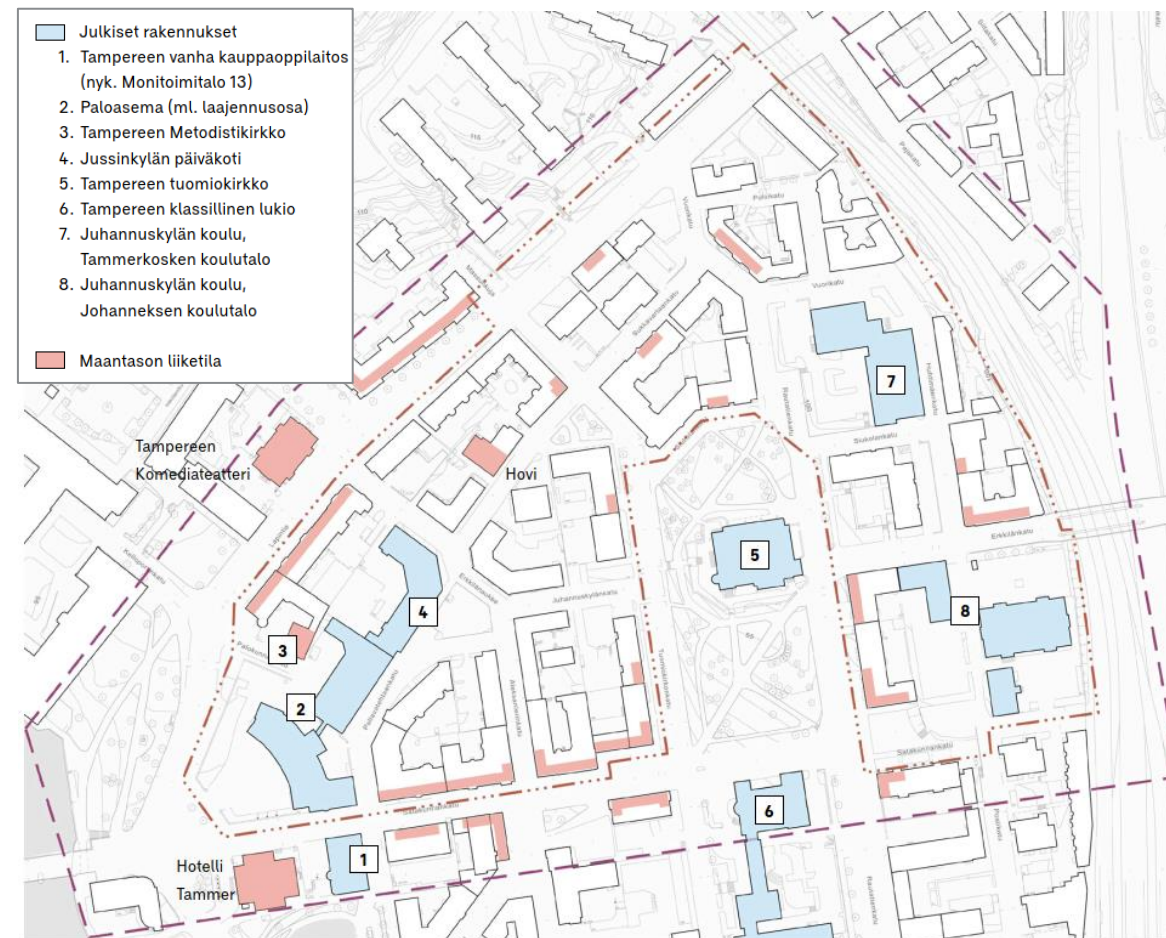 Julkiset rakennukset
1. Tampereen vanha kauppaoppilaitos
(nyk. Monitoimitalo 13)
2. Paloasema (ml. laajennusosa)
3. Tampereen Metodistikirkko
4. Jussinkylän päiväkoti
5. Tampereen tuomiokirkko
6. Tampereen klassillinen lukio
7. Juhannuskylän koulu,
Tammerkosken koulutalo
8. Juhannuskylän koulu,
Johanneksen koulutalo
Maantason liiketila
Tampereen
Komediateatteri
Hovi
Hotelli
Tammer
1
2
3
4
5
6
7
8
Vuorikatu
Pohjolankatu
Siukolankatu
Erkkilänkatu
Juhannuskylänkatu
Tuomiokirkonkatu
Rautatienkatu
Satakunnankatu
Satakunnankatu
Lapintie